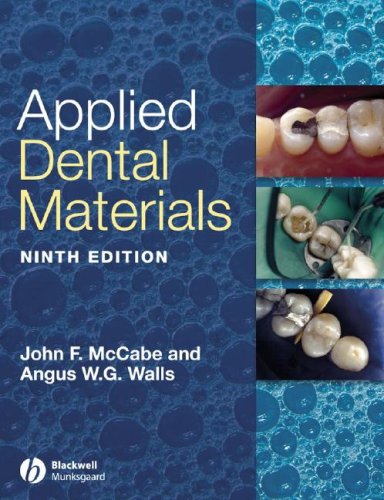 Applied
Dental
Materials
NINTH EDITION
John F. McCabe and
Angus W.G. Walls
Blackwell
Munksgaard